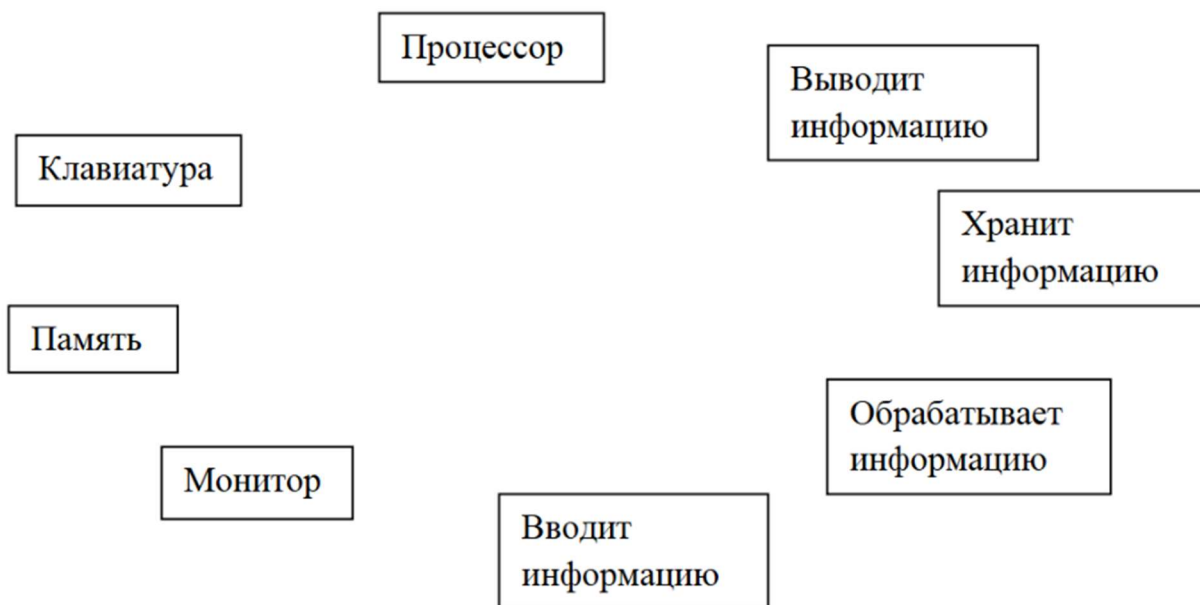 Процессор
Выводит
информацию
Клавиатура
Хранит
информацию
Память
Обрабатывает
информацию
Монитор
Вводит
информацию